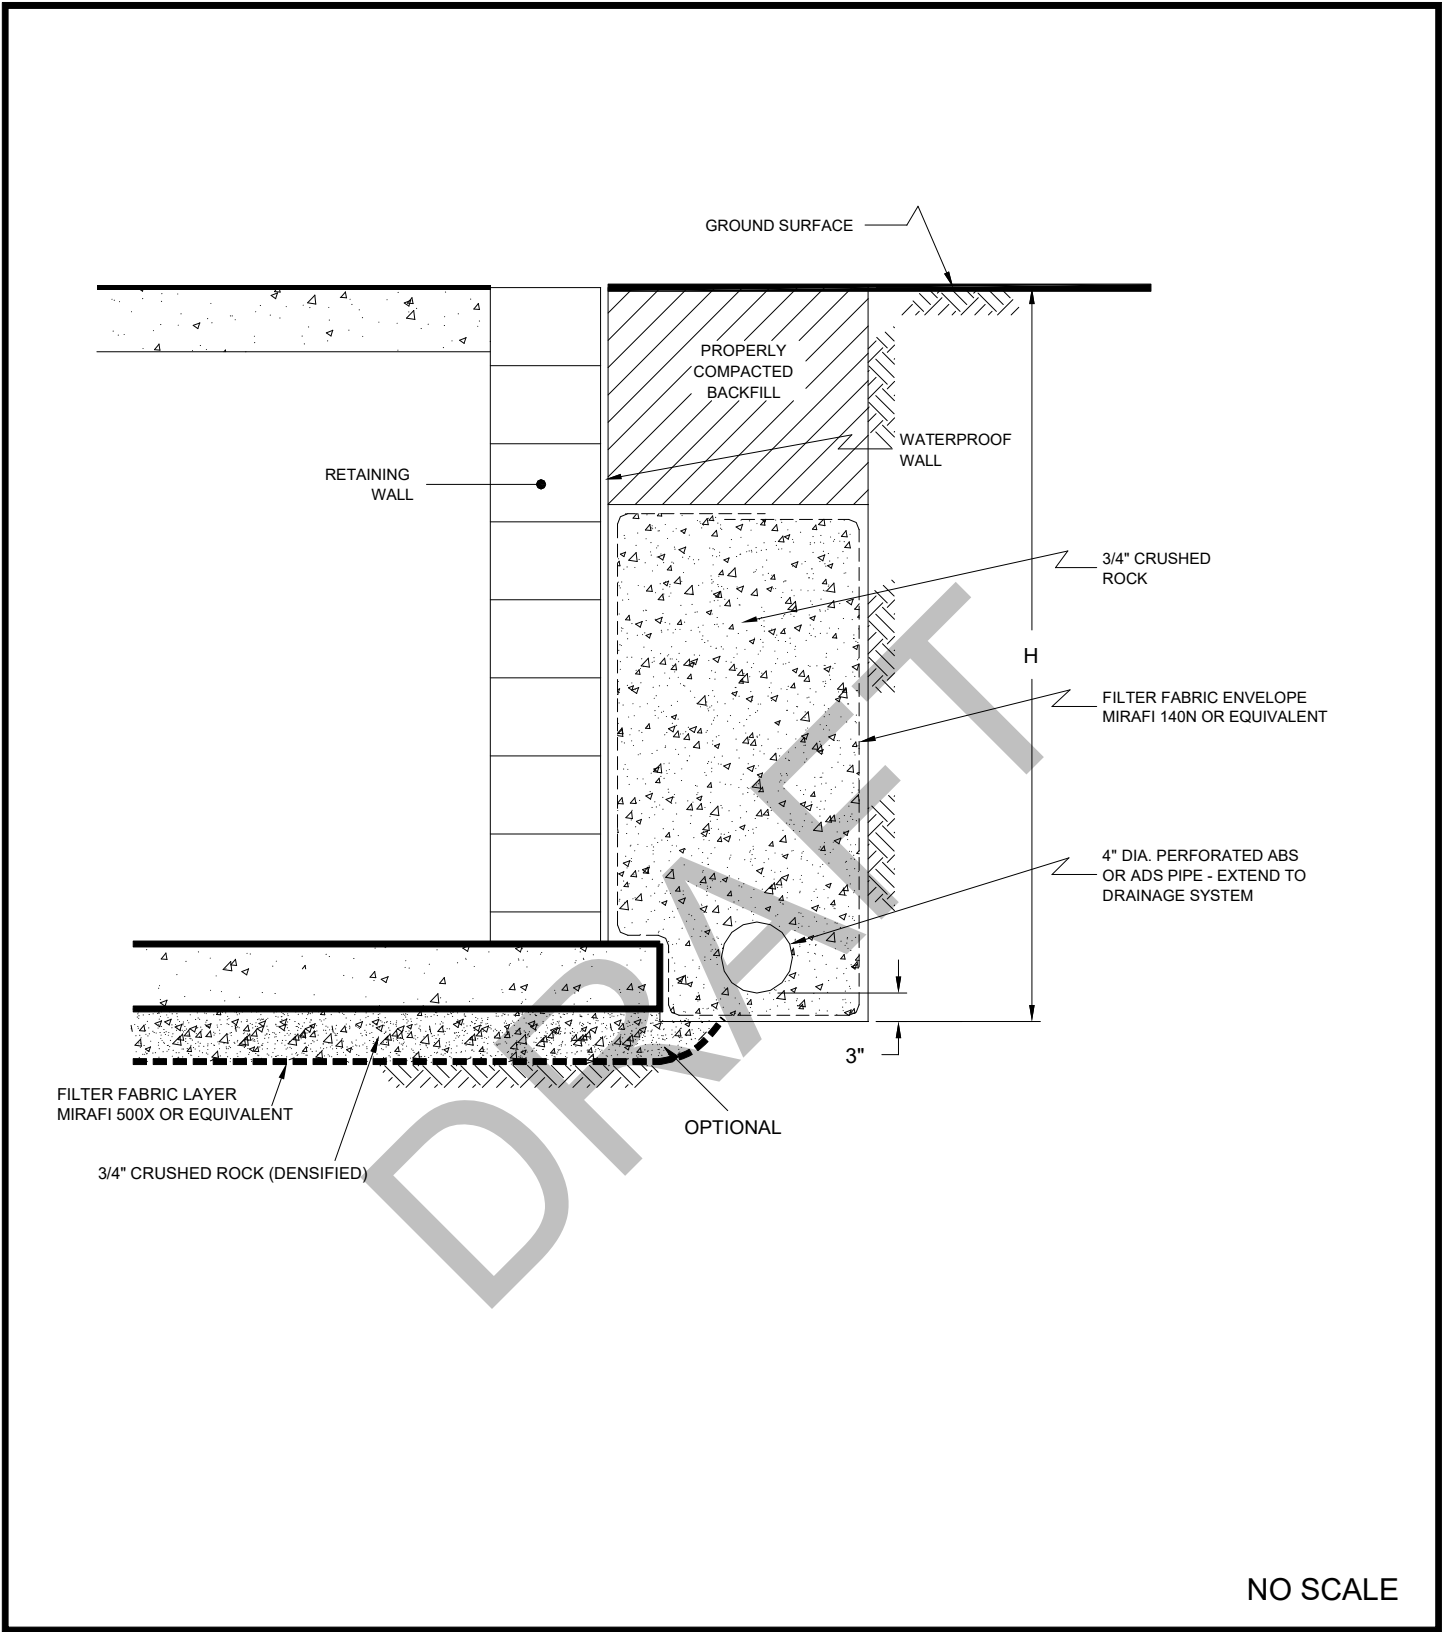 GROUND SURFACE
PROPERLY
COMPACTED
BACKFILL
WATERPROOF
WALL
RETAINING
WALL
3/4" CRUSHED
ROCK
H
FILTER FABRIC ENVELOPE
MIRAFI 140N OR EQUIVALENT
4" DIA. PERFORATED ABS
OR ADS PIPE - EXTEND TO
DRAINAGE SYSTEM
3"
FILTER FABRIC LAYER
MIRAFI 500X OR EQUIVALENT
OPTIONAL
3/4" CRUSHED ROCK (DENSIFIED)
DRAFT
NO SCALE